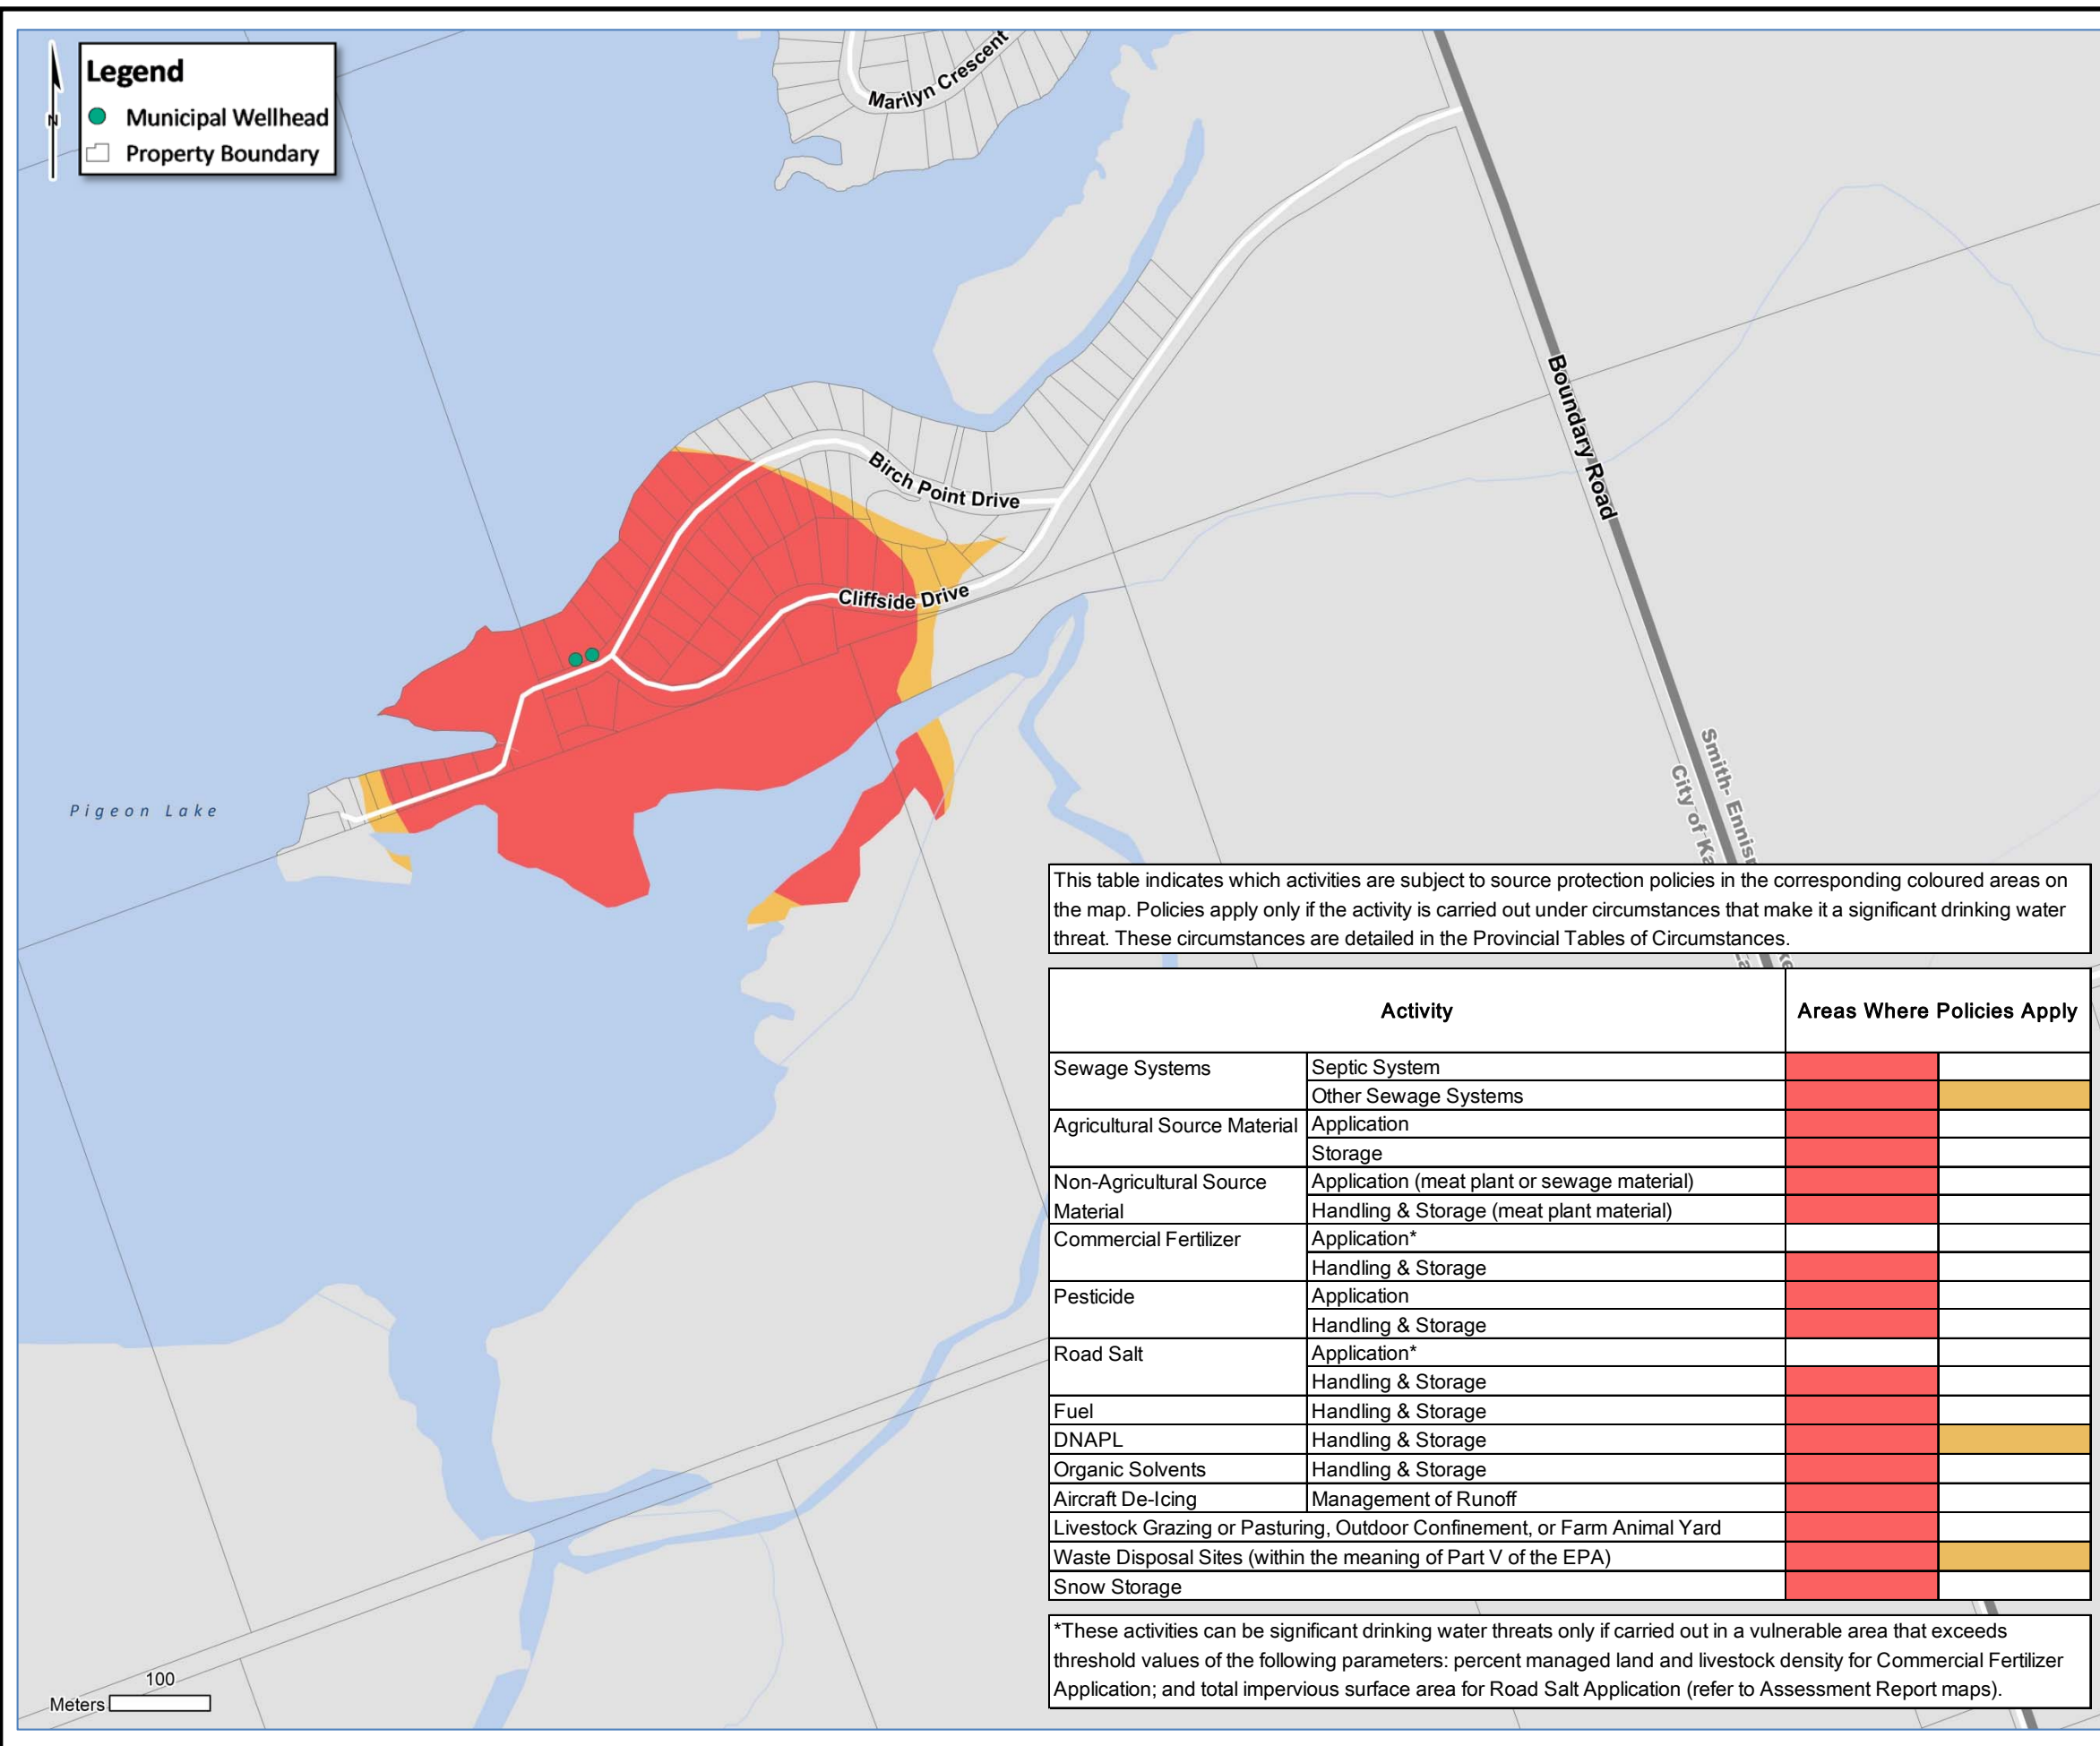 Legend
N
Municipal Wellhead
Property Boundary
Marilyn Crescent
Boundary Road
Birch Point Drive
Cliffside Drive
Pigeon Lake
Smith- Ennis
City of Ka
This table indicates which activities are subject to source protection policies in the corresponding coloured areas on
the map. Policies apply only if the activity is carried out under circumstances that make it a significant drinking water
threat. These circumstances are detailed in the Provincial Tables of Circumstances.
Activity Areas Where Policies Apply
Sewage Systems Septic System
Other Sewage Systems
Agricultural Source Material Application
Storage
Non-Agricultural Source Application (meat plant or sewage material)
Material Handling & Storage (meat plant material)
Commercial Fertilizer Application*
Handling & Storage
Pesticide Application
Handling & Storage
Road Salt Application*
Handling & Storage
Fuel Handling & Storage
DNAPL Handling & Storage
Organic Solvents Handling & Storage
Aircraft De-Icing Management of Runoff
Livestock Grazing or Pasturing, Outdoor Confinement, or Farm Animal Yard
Waste Disposal Sites (within the meaning of Part V of the EPA)
Snow Storage
*These activities can be significant drinking water threats only if carried out in a vulnerable area that exceeds
threshold values of the following parameters: percent managed land and livestock density for Commercial Fertilizer
Application; and total impervious surface area for Road Salt Application (refer to Assessment Report maps).
100
Meters